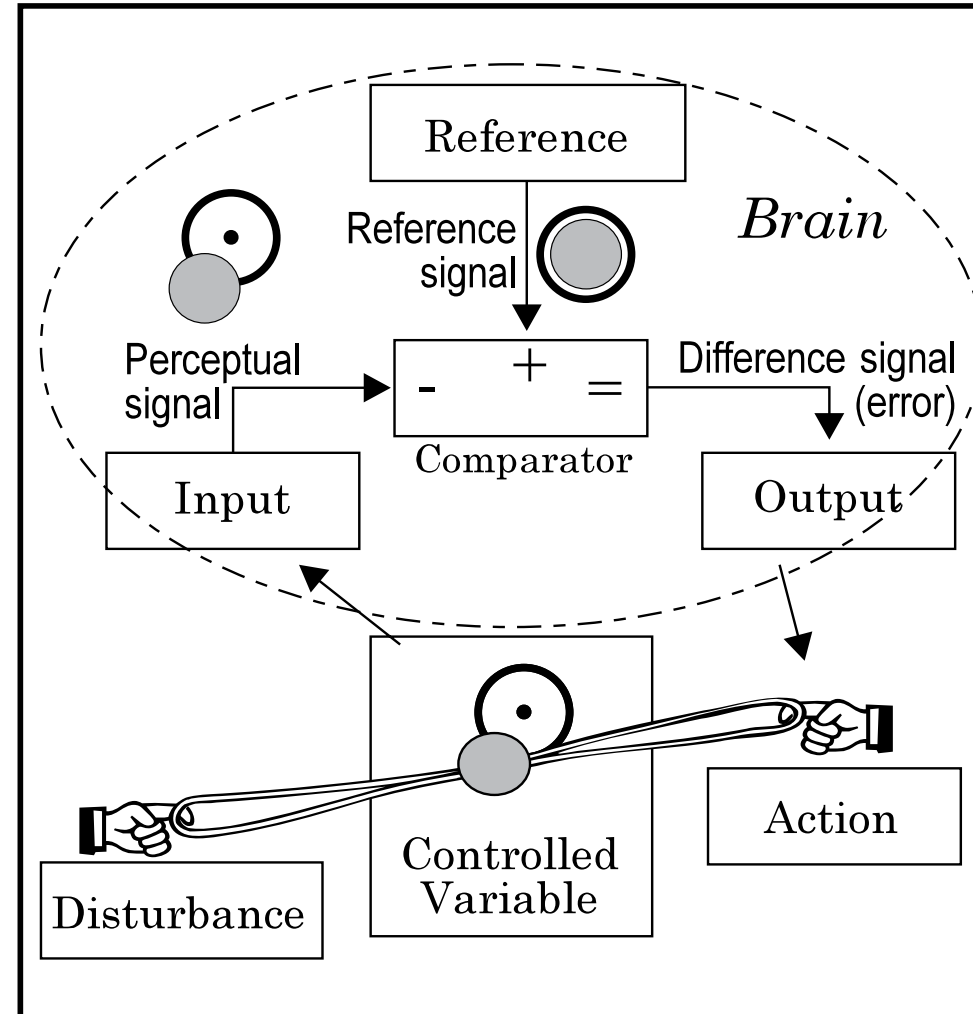 Reference
Brain
Reference
signal
Perceptual
signal
- + =
Comparator
Difference signal
(error)
Input
Output
Controlled
Variable
Action
Disturbance